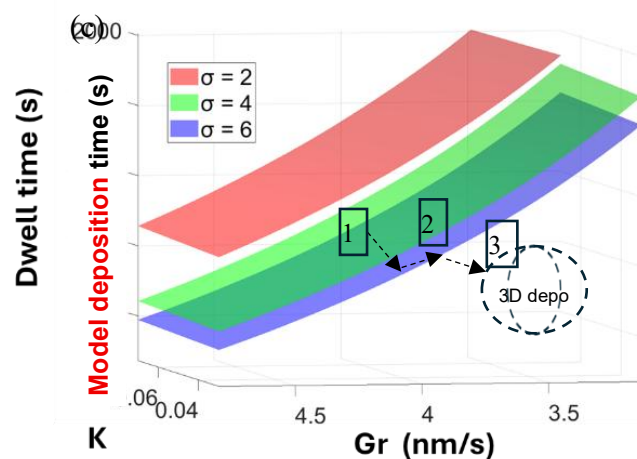 (c)
2000
Dwell time (s)
Model deposition time (s)
σ = 2
σ = 4
σ = 6
1
2
3
3D depo
.06
0.04
4.5
4
3.5
K
Gr (nm/s)